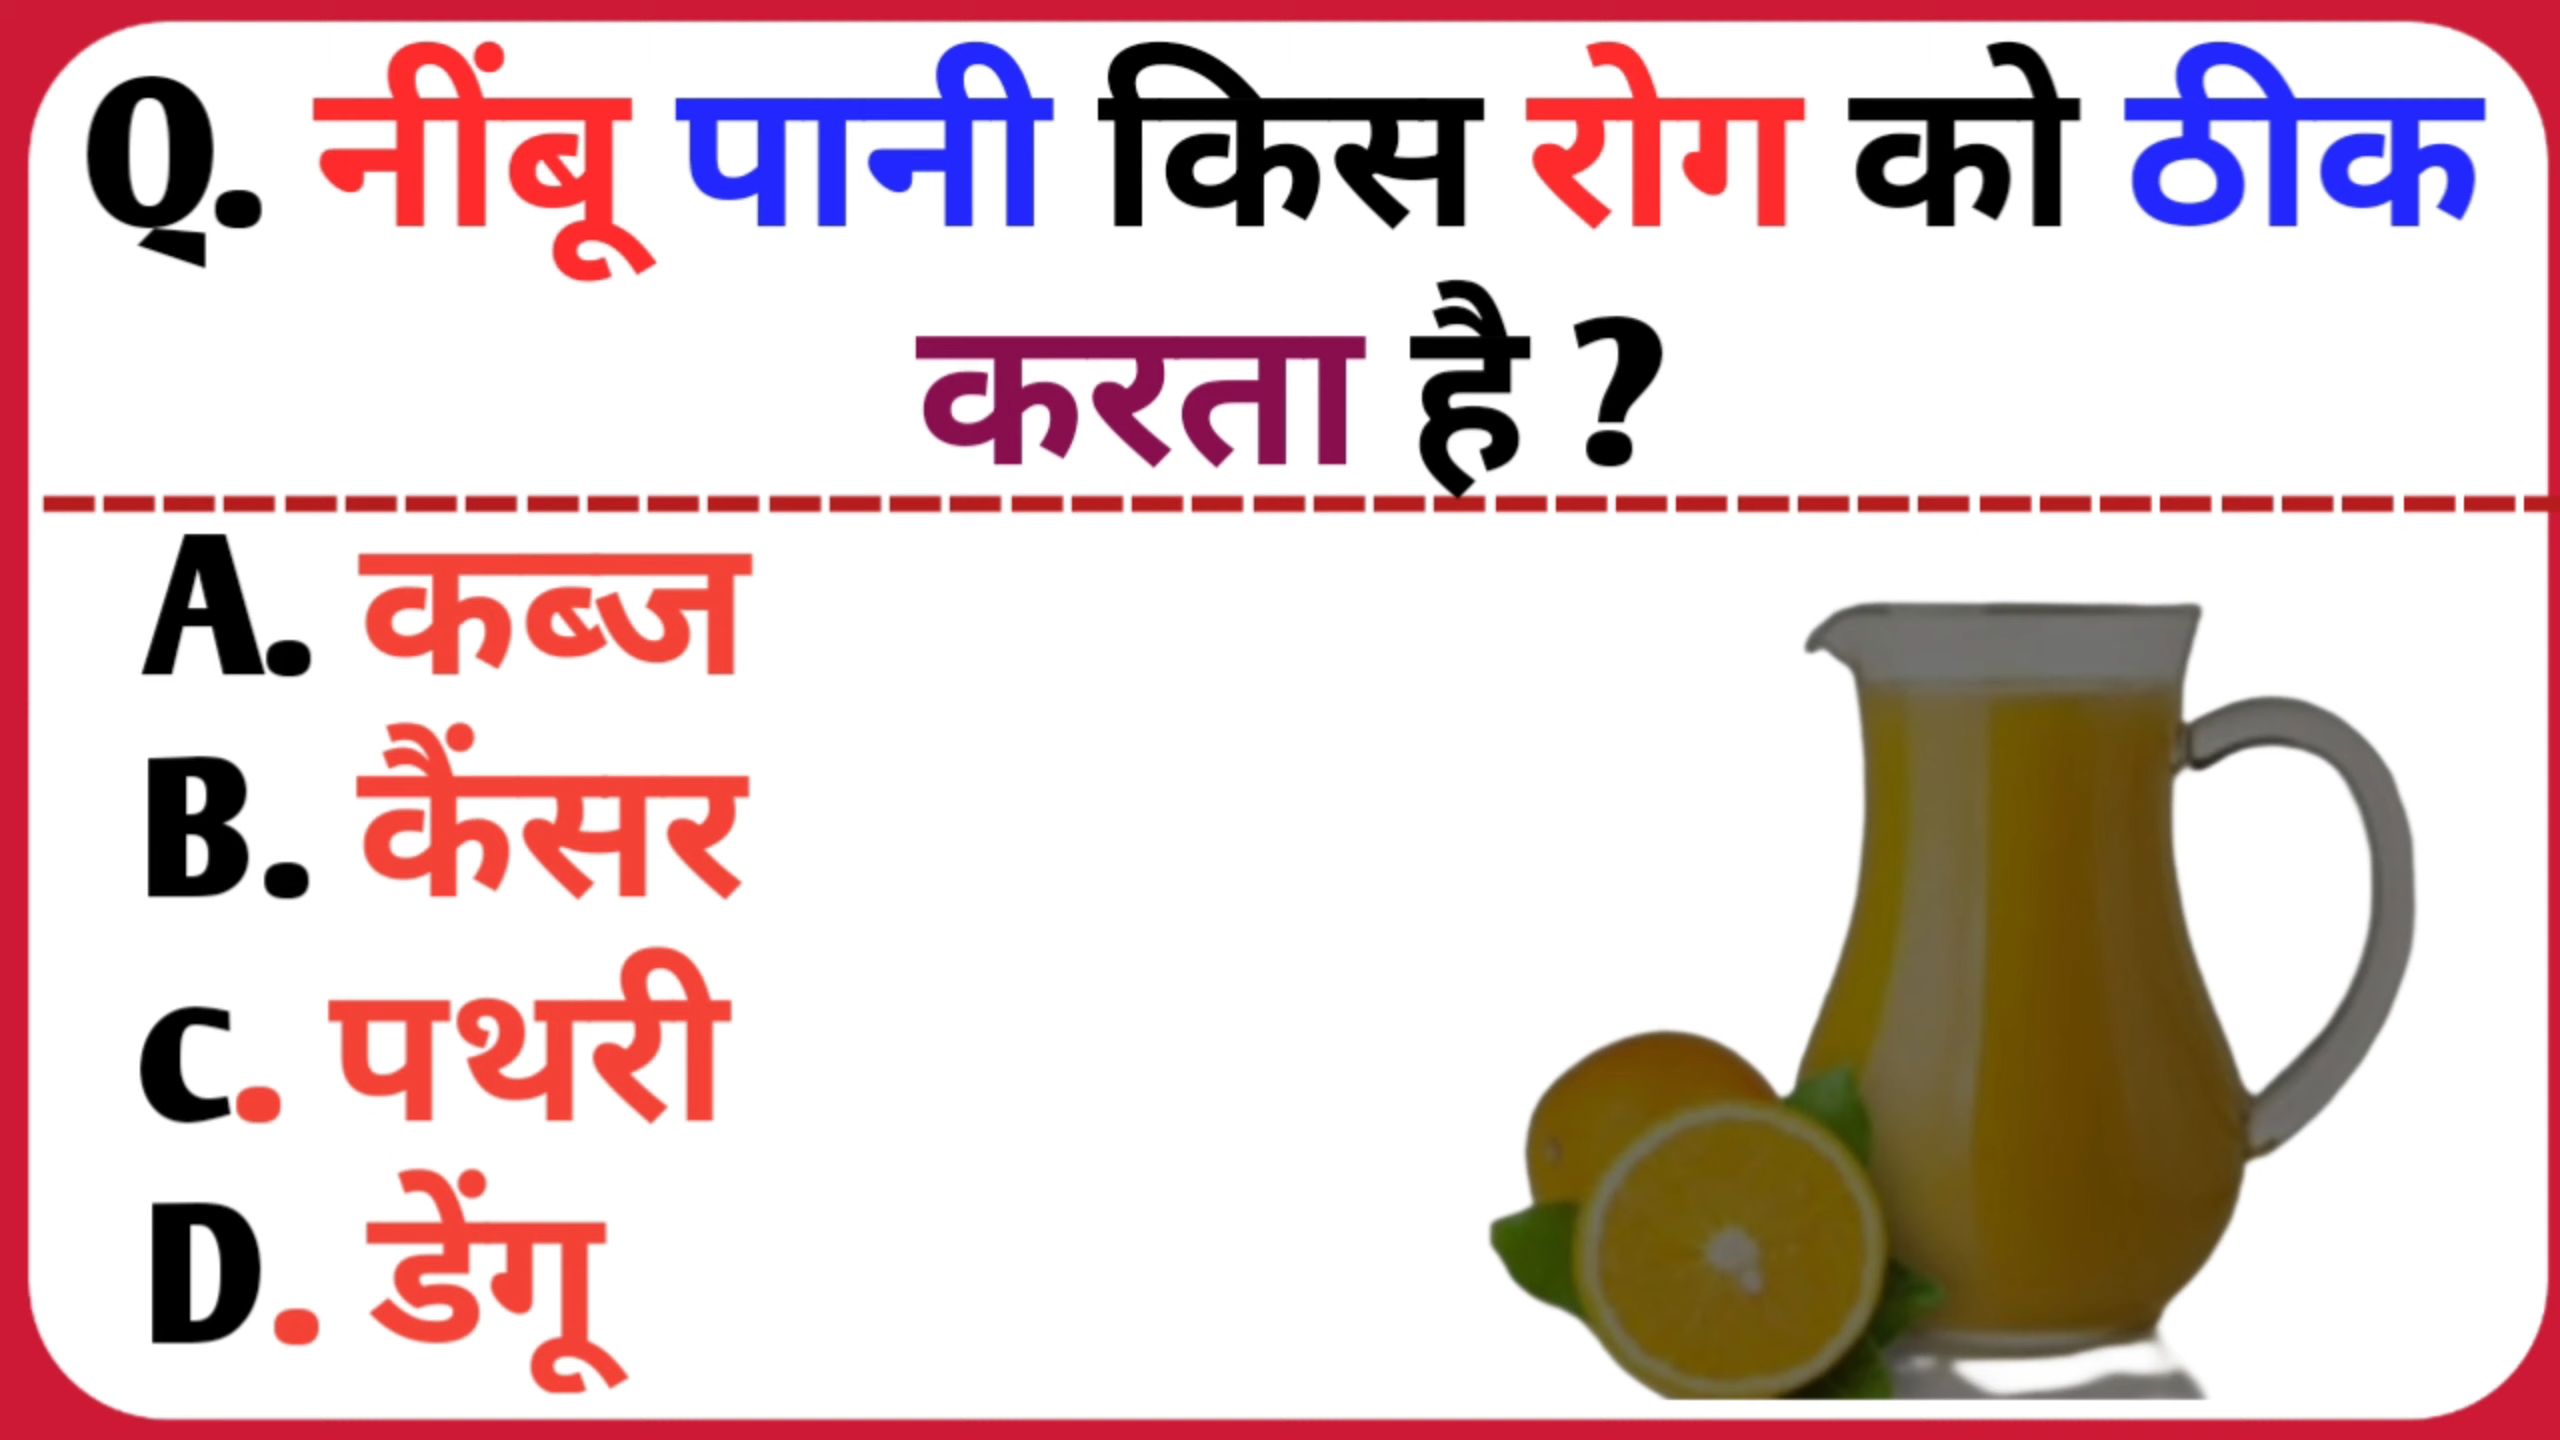 Q. नींबू पानी किस रोग को ठीक
करता है ?
A. कब्ज
B. कैंसर
C. पथरी
D. डेंगू